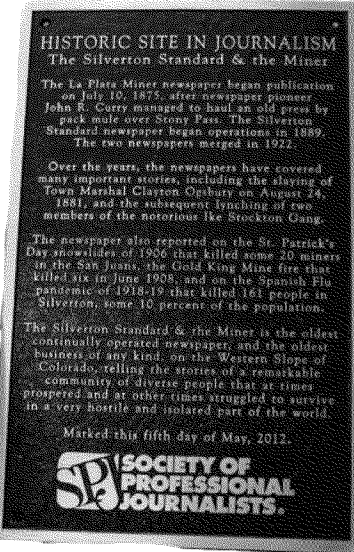 HISTORIC SITE IN JOURNALISM
The Silverton Standard & the Miner
The La Plata Miner newspaper began publication
on July 10, 1875, after newspaper pioneer
John R. Curry managed to haul an old press by
pack mule over Stony Pass. The Silverton
Standard newspaper began operations in 1889.
The two newspapers merged in 1922.
Over the years, the newspapers have covered
many important stories, including the slaying of
Town Marshal Clayton Ogsbury on August 24,
1881, and the subsequent lynching of two
members of the notorious Ike Stockton Gang.
The newspaper also reported on the St. Patrick's
Day snowslides of 1906 that killed some 20 miners
in the San Juans, the Gold King Mine fire that
killed six in June 1908, and on the Spanish Flu
pandemic of 1918-19 that killed 161 people in
Silverton, some 10 percent of the population.
The Silverton Standard & the Miner is the oldest
continually operated newspaper, and the oldest
business of any kind, on the Western Slope of
Colorado, telling the stories of a remarkable
community of diverse people that at times
prospered and at other times struggled to survive
in a very hostile and isolated part of the world.
Marked this fifth day of May, 2012.
SPJ SOCIETY OF
PROFESSIONAL
JOURNALISTS.